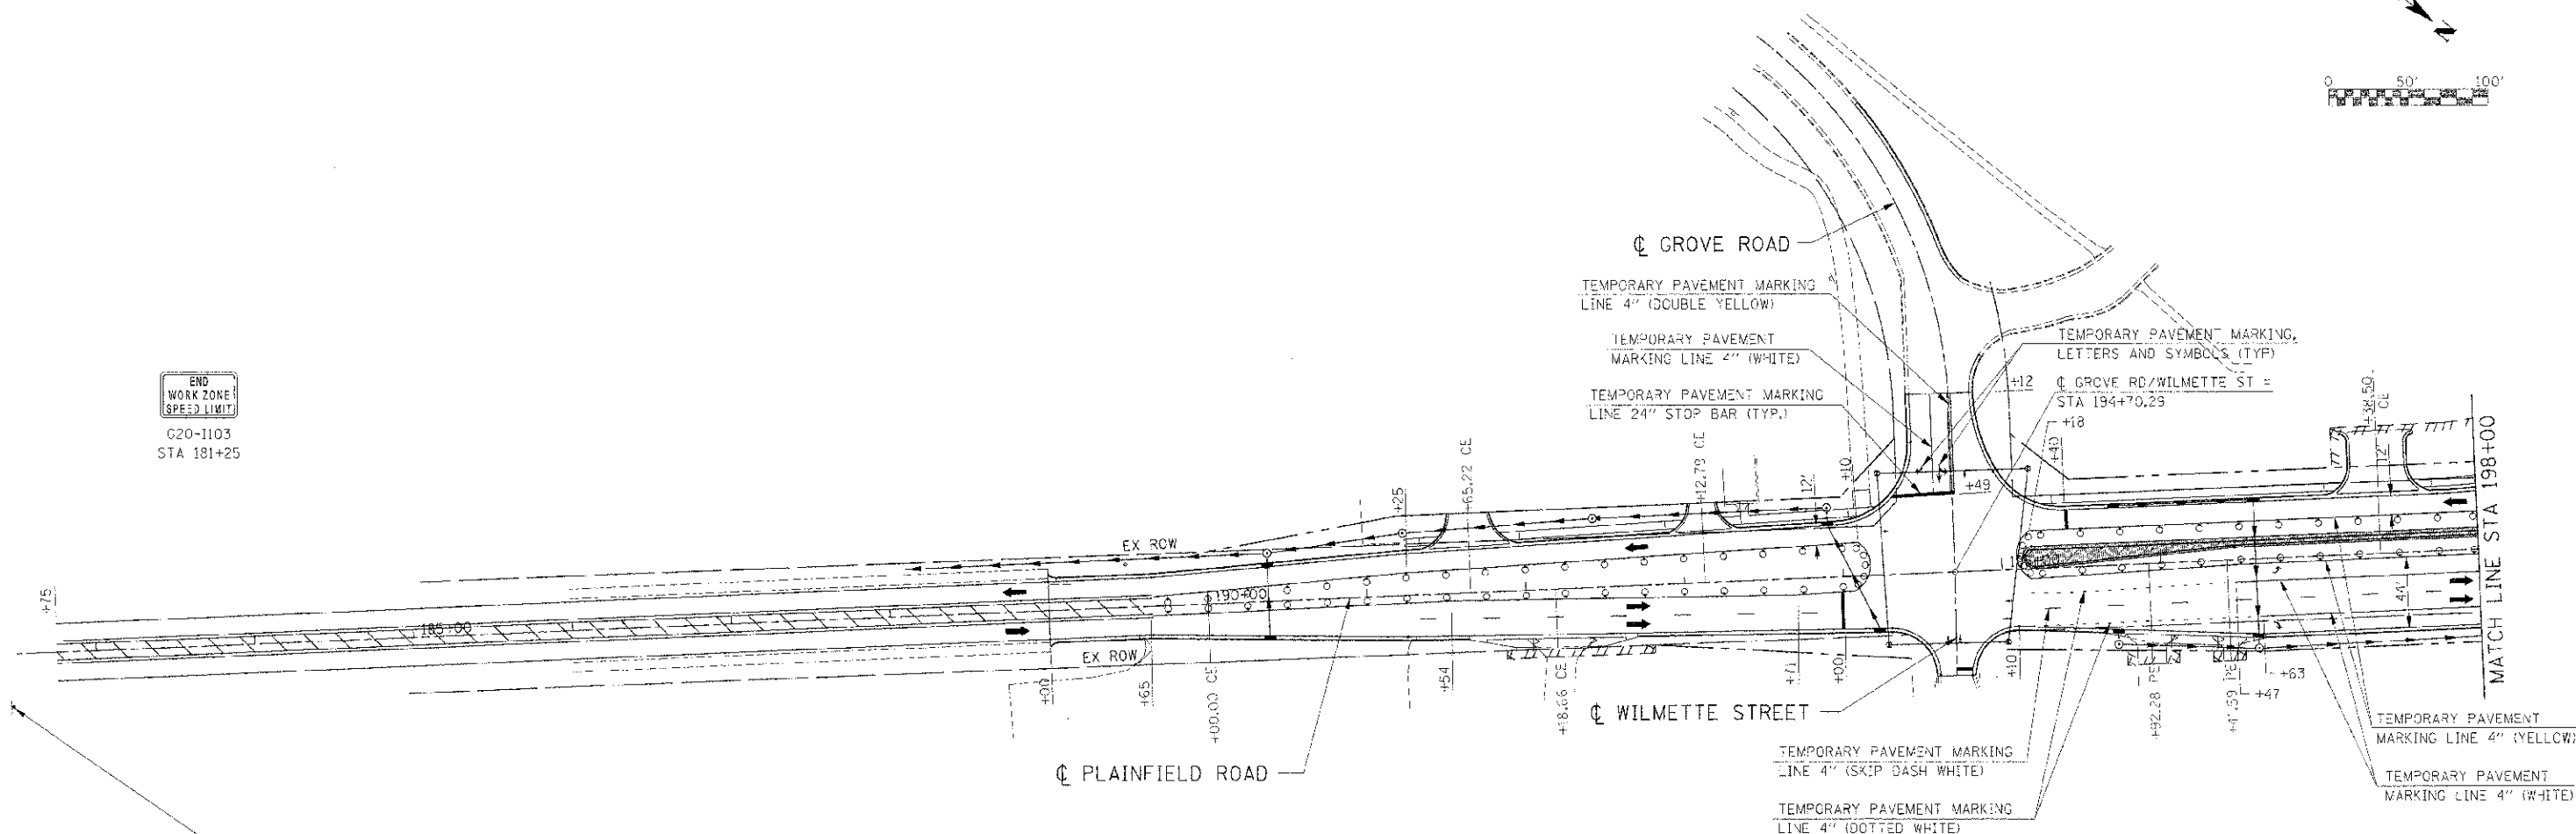 N
0 50' 100'
℄ GROVE ROAD
TEMPORARY PAVEMENT MARKING
LINE 4" (DOUBLE YELLOW)
TEMPORARY PAVEMENT
MARKING LINE 4" (WHITE)
TEMPORARY PAVEMENT MARKING
LINE 24" STOP BAR (TYP.)
TEMPORARY PAVEMENT MARKING,
LETTERS AND SYMBOLS (TYP)
+12
℄ GROVE RD/WILMETTE ST =
STA 194+70.29
+18
+40
+38.50
CE
END
WORK ZONE
SPEED LIMIT
G20-I103
STA 181+25
+25
+65.22 CE
+12.79 CE
12'
+10
+49
12'
MATCH LINE STA 198+00
EX ROW
+75
185+00
190+00
44'
EX ROW
+00
+65
+00.00 CE
+54
+18.66 CE
+71
+00
+10
+92.28 PE
+41.59 PE
+47
+63
℄ WILMETTE STREET
℄ PLAINFIELD ROAD
TEMPORARY PAVEMENT MARKING
LINE 4" (SKIP DASH WHITE)
TEMPORARY PAVEMENT MARKING
LINE 4" (DOTTED WHITE)
TEMPORARY PAVEMENT
MARKING LINE 4" (YELLOW)
TEMPORARY PAVEMENT
MARKING LINE 4" (WHITE)